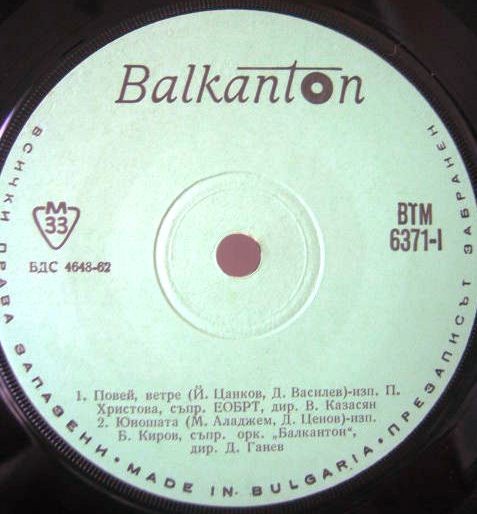 Balkanton
ВСИЧКИ ПРАВА ЗАПАЗЕНИ • MADE IN BULGARIA • ПРЕЗАПИСЪТ ЗАБРАНЕН
M
33
БДС 4643-62
ВТМ
6371-I
1. Повей, ветре (Й. Цанков, Д. Василев)-изп. П.
Христова, съпр. ЕОБРТ, дир. В. Казасян
2. Юношата (М. Аладжем, Д. Ценов)-изп.
Б. Киров, съпр. орк. „Балкантон“,
дир. Д. Ганев